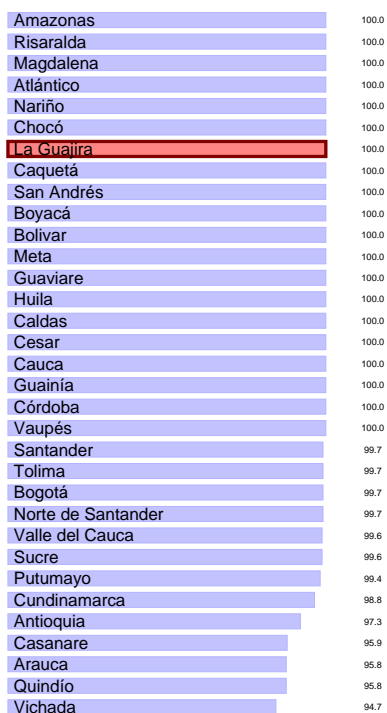 Amazonas 100.0
Risaralda 100.0
Magdalena 100.0
Atlántico 100.0
Nariño 100.0
Chocó 100.0
La Guajira 100.0
Caquetá 100.0
San Andrés 100.0
Boyacá 100.0
Bolivar 100.0
Meta 100.0
Guaviare 100.0
Huila 100.0
Caldas 100.0
Cesar 100.0
Cauca 100.0
Guainía 100.0
Córdoba 100.0
Vaupés 100.0
Santander 99.7
Tolima 99.7
Bogotá 99.7
Norte de Santander 99.7
Valle del Cauca 99.6
Sucre 99.6
Putumayo 99.4
Cundinamarca 98.8
Antioquia 97.3
Casanare 95.9
Arauca 95.8
Quindío 95.8
Vichada 94.7